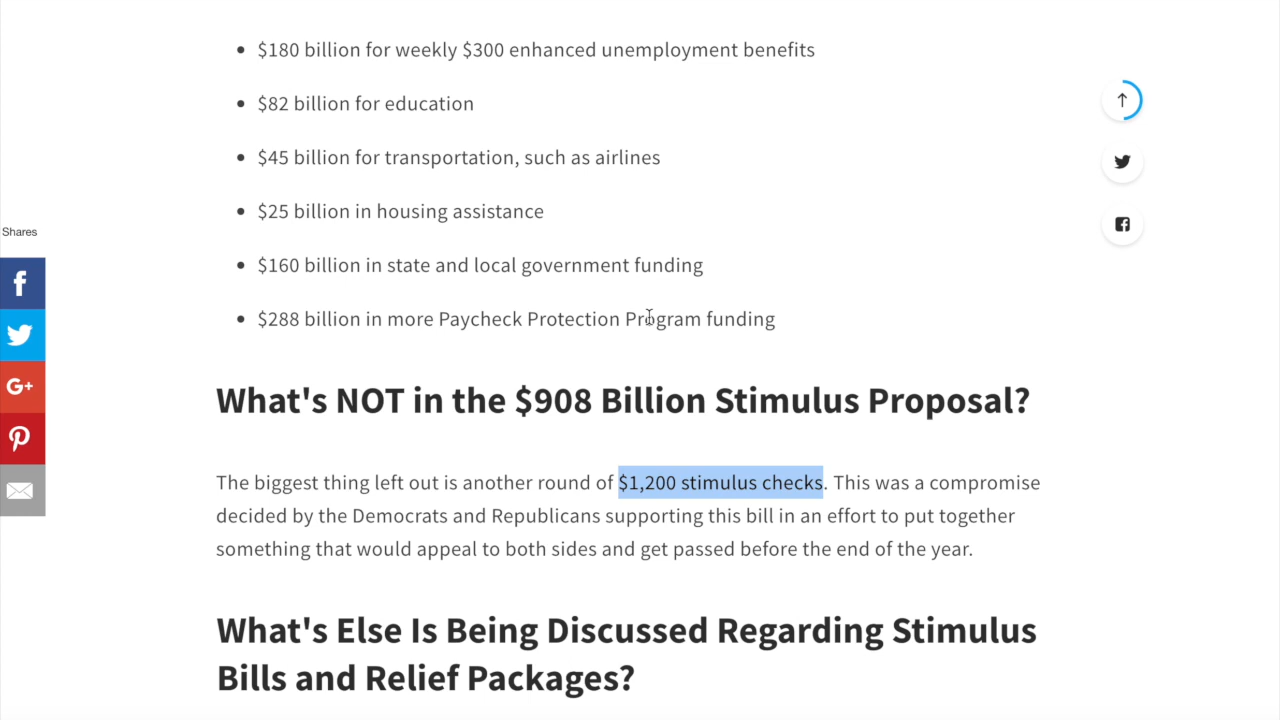 $180 billion for weekly $300 enhanced unemployment benefits
$82 billion for education
$45 billion for transportation, such as airlines
$25 billion in housing assistance
$160 billion in state and local government funding
$288 billion in more Paycheck Protection Program funding
Shares
f
G+
What's NOT in the $908 Billion Stimulus Proposal?
The biggest thing left out is another round of $1,200 stimulus checks. This was a compromise
decided by the Democrats and Republicans supporting this bill in an effort to put together
something that would appeal to both sides and get passed before the end of the year.
What's Else Is Being Discussed Regarding Stimulus
Bills and Relief Packages?